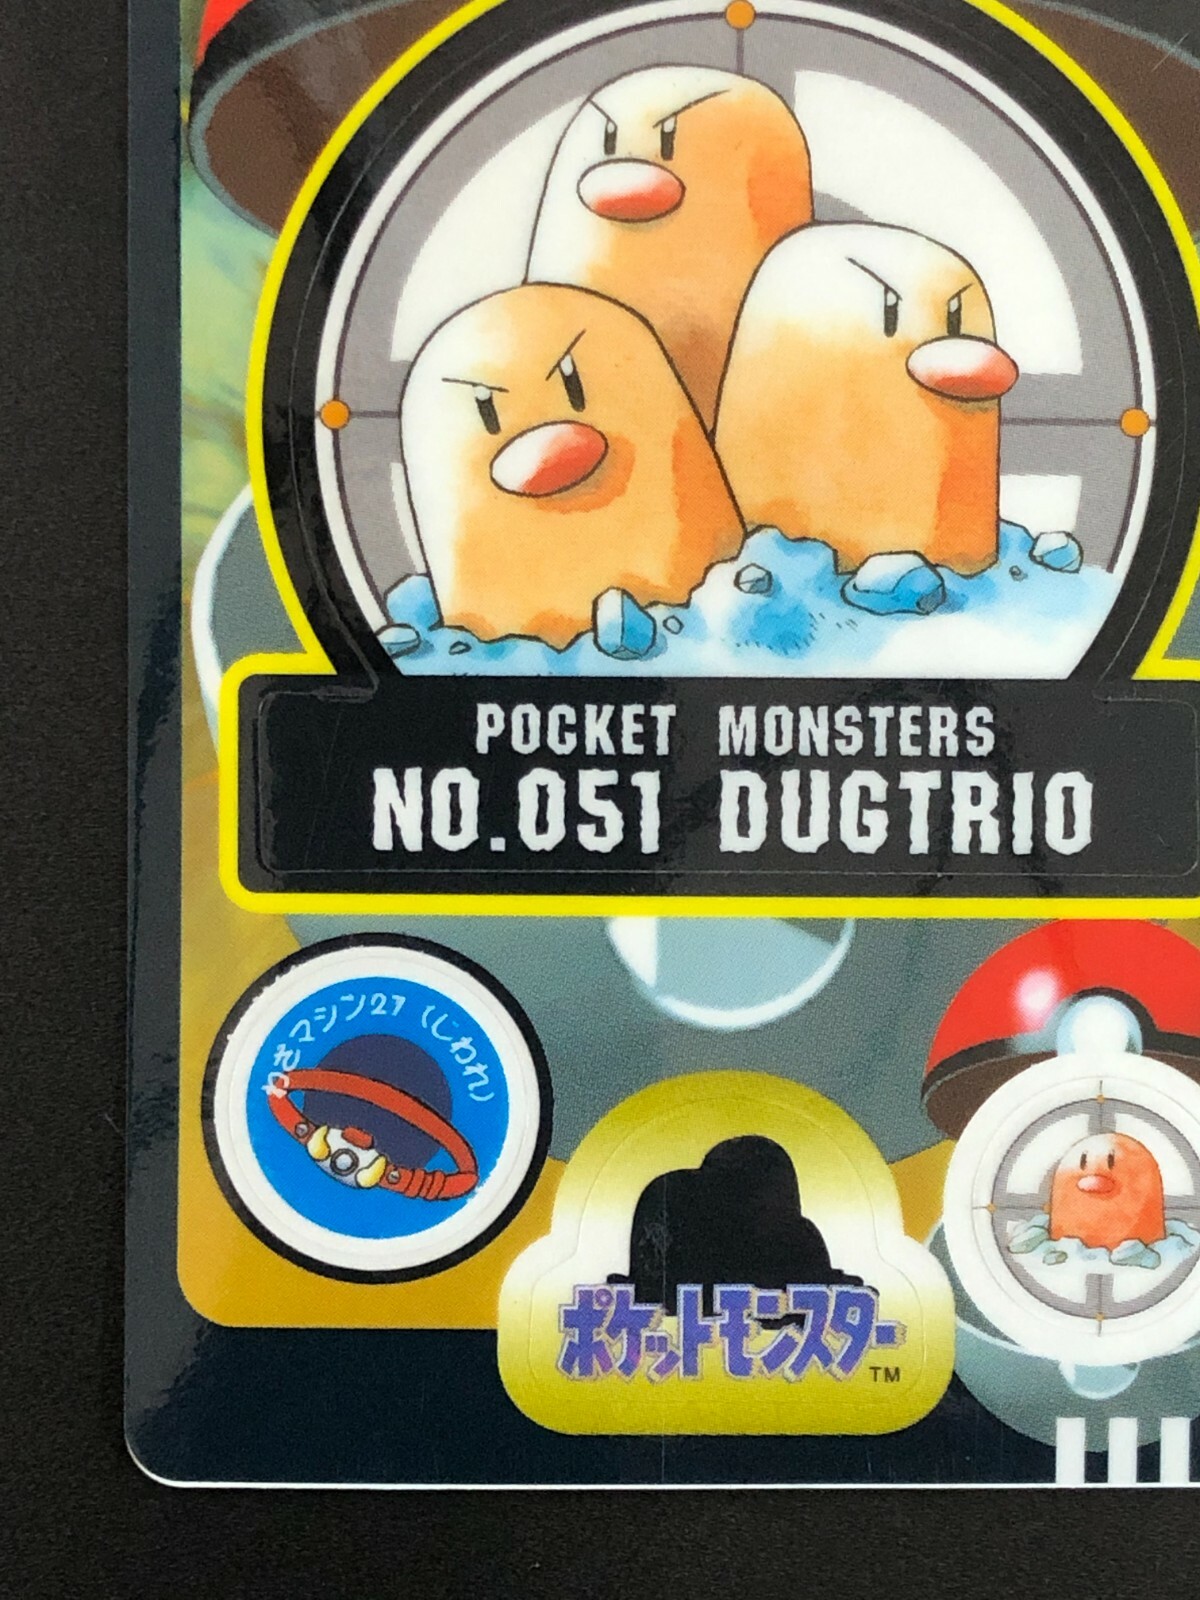 POCKET MONSTERS
NO.051 DUGTRIO
わざマシン27 (じわれ)
ポケットモンスター
TM